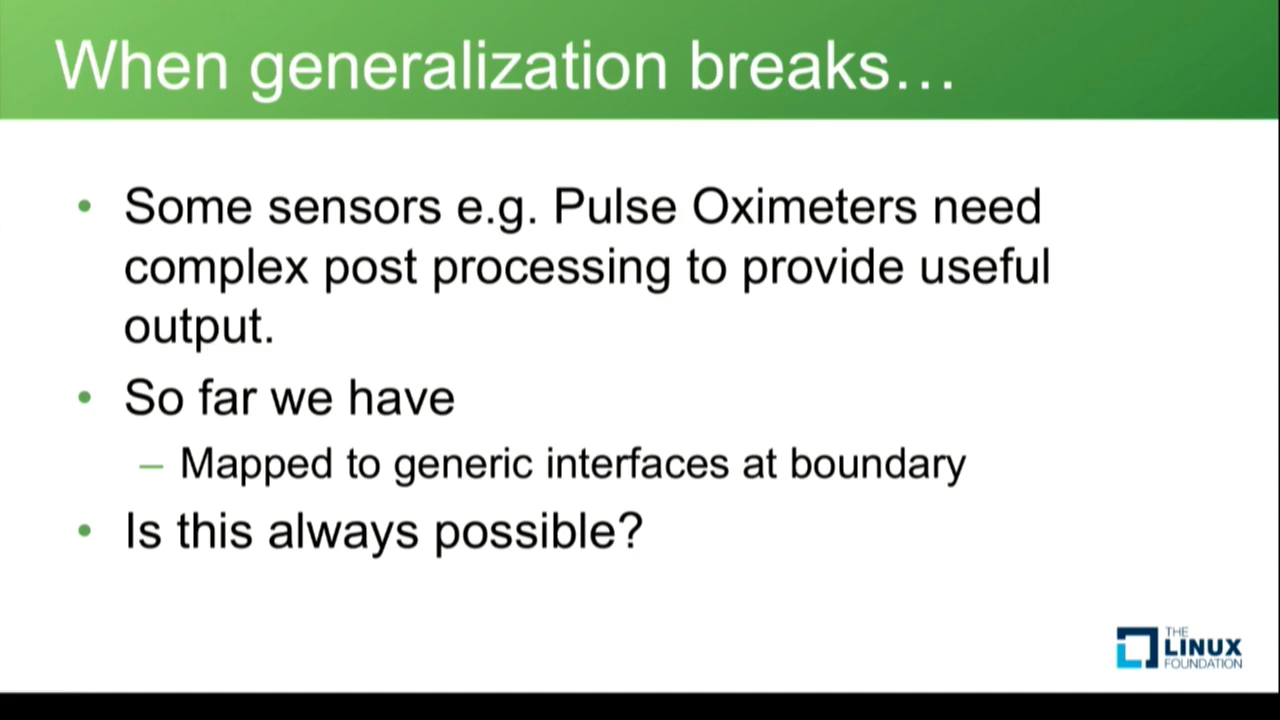 When generalization breaks…
• Some sensors e.g. Pulse Oximeters need
complex post processing to provide useful
output.
• So far we have
– Mapped to generic interfaces at boundary
• Is this always possible?
THE
LINUX
FOUNDATION